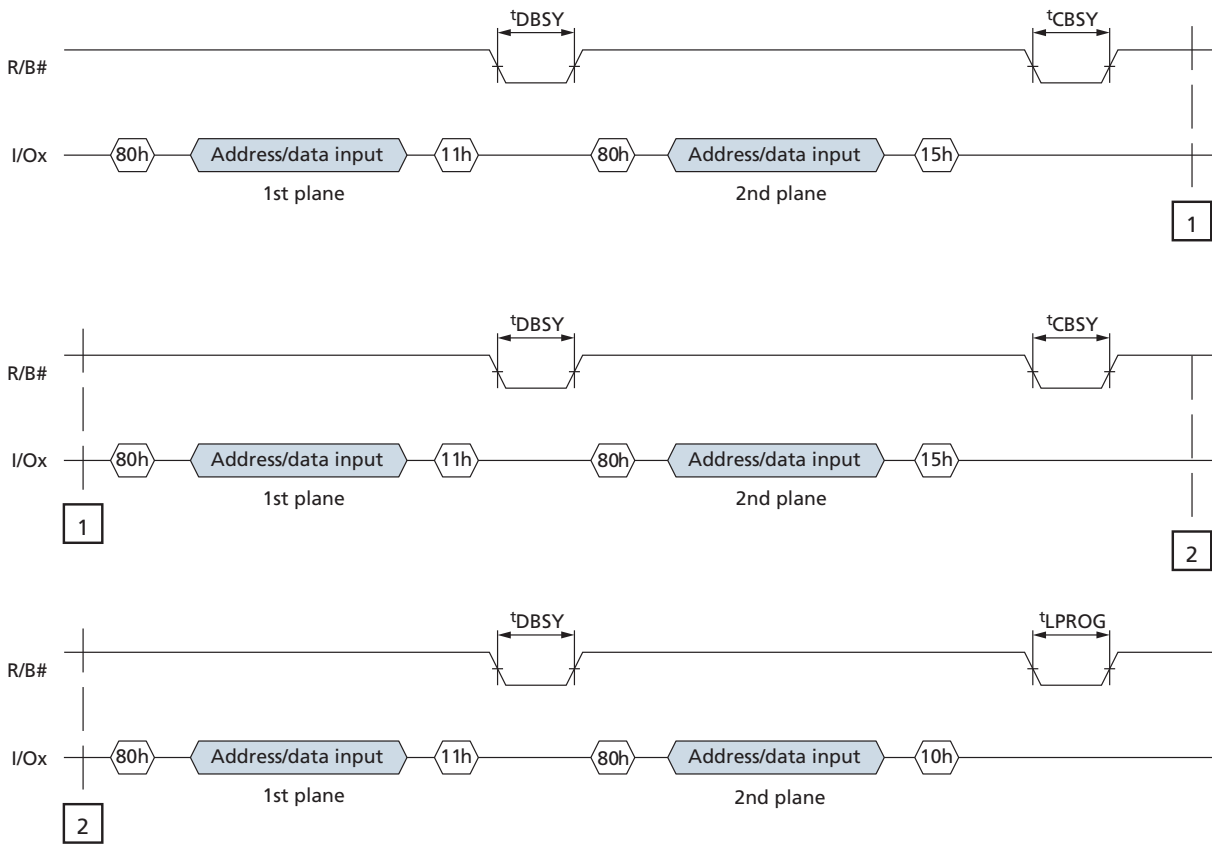 tDBSY tCBSY
R/B#
I/Ox 80h Address/data input 11h 80h Address/data input 15h
1st plane 2nd plane
1
tDBSY tCBSY
R/B#
I/Ox 80h Address/data input 11h 80h Address/data input 15h
1st plane 2nd plane
1
2
tDBSY tLPROG
R/B#
I/Ox 80h Address/data input 11h 80h Address/data input 10h
1st plane 2nd plane
2